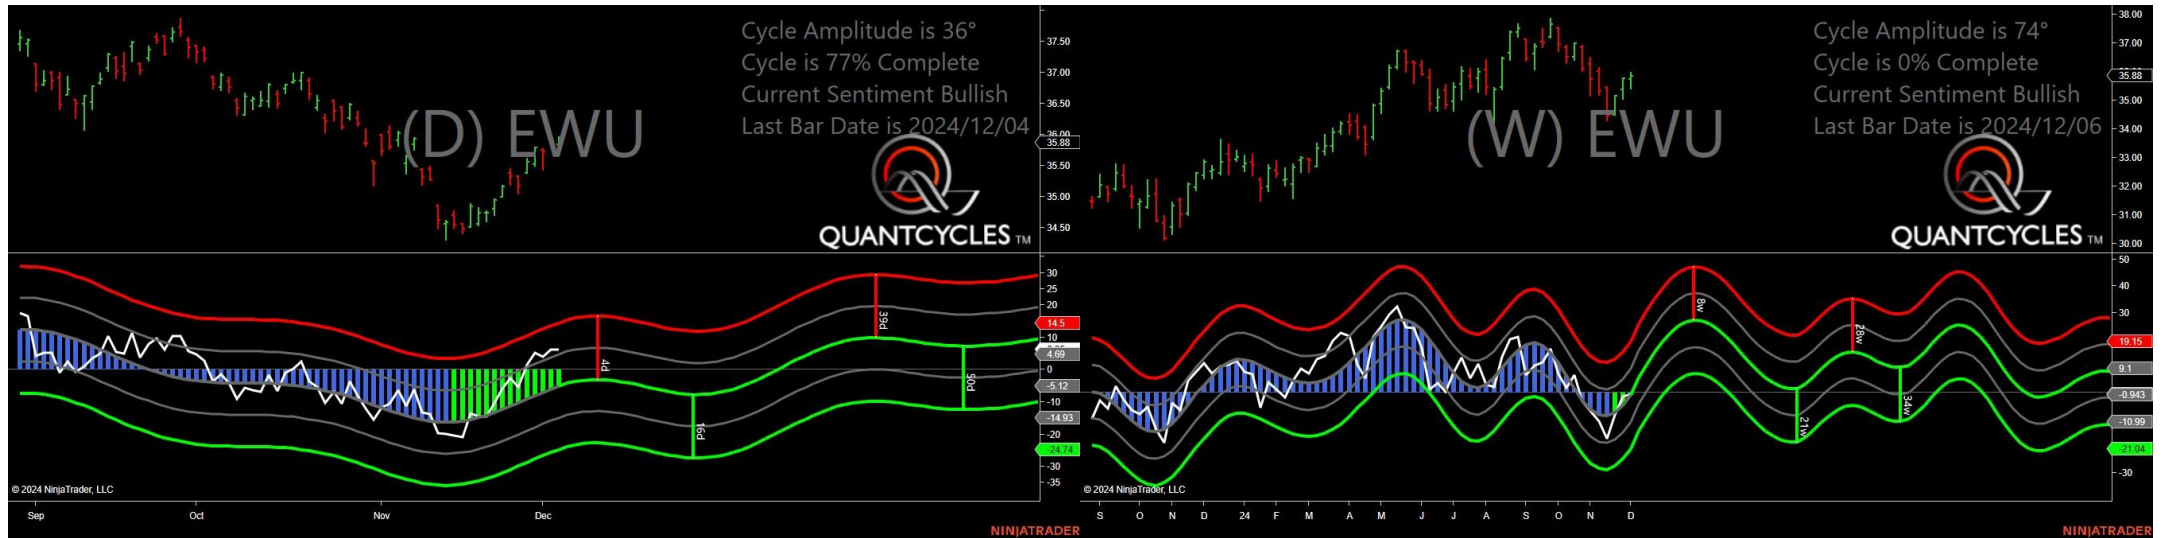 Cycle Amplitude is 36°
Cycle is 77% Complete
Current Sentiment Bullish
Last Bar Date is 2024/12/04
(D) EWU
QUANTCYCLES TM
37.50
37.00
36.50
36.00
35.88
35.50
35.00
34.50
30
25
20
14.5
10
4.69
0
-5.12
-10
-14.93
-20
-24.74
-30
-35
4d
16d
39d
50d
© 2024 NinjaTrader, LLC
Sep Oct Nov Dec
NINJATRADER
Cycle Amplitude is 74°
Cycle is 0% Complete
Current Sentiment Bullish
Last Bar Date is 2024/12/06
(W) EWU
QUANTCYCLES TM
38.00
37.00
35.88
35.00
34.00
33.00
32.00
31.00
30.00
50
40
30
19.15
9.1
-0.943
-10.99
-21.04
-30
8w
21w
28w
34w
© 2024 NinjaTrader, LLC
S O N D 24 F M A M J J A S O N D
NINJATRADER